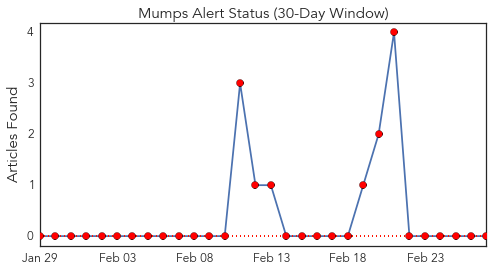 Mumps Alert Status (30-Day Window)
Articles Found
4
3
2
1
0
Jan 29 Feb 03 Feb 08 Feb 13 Feb 18 Feb 23